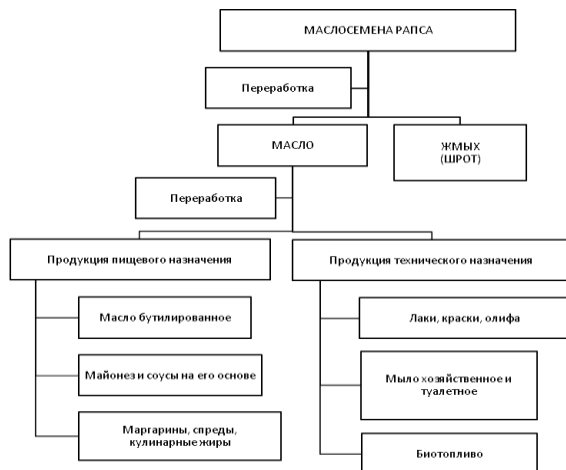 МАСЛОСЕМЕНА РАПСА
Переработка
МАСЛО
ЖМЫХ
(ШРОТ)
Переработка
Продукция пищевого назначения
Продукция технического назначения
Масло бутилированное
Майонез и соусы на его основе
Маргарины, спреды,
кулинарные жиры
Лаки, краски, олифа
Мыло хозяйственное и
туалетное
Биотопливо